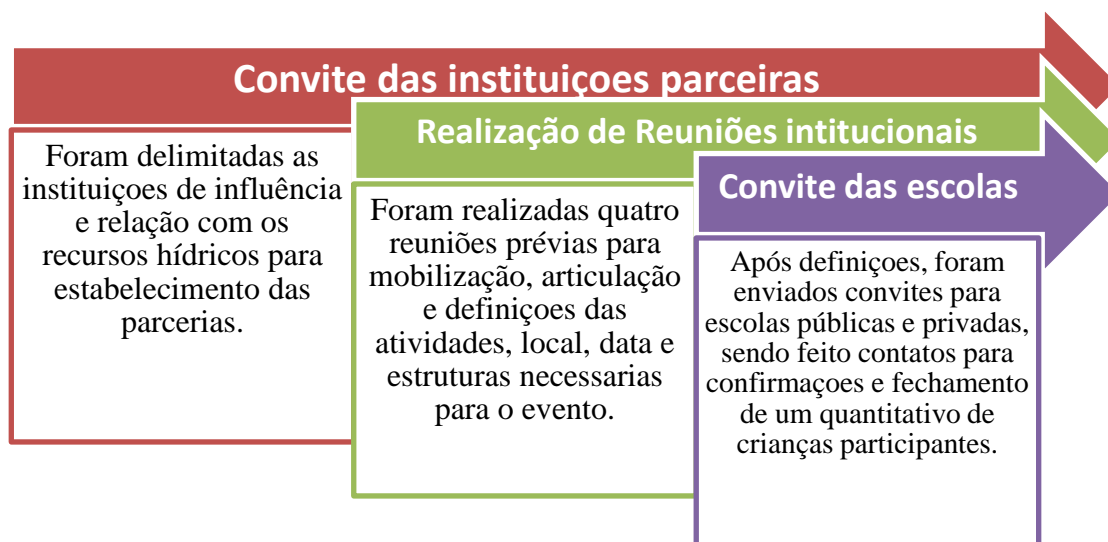 Convite das instituiçoes parceiras
Foram delimitadas as
instituiçoes de influência
e relação com os
recursos hídricos para
estabelecimento das
parcerias.
Realização de Reuniões intitucionais
Foram realizadas quatro
reuniões prévias para
mobilização, articulação
e definiçoes das
atividades, local, data e
estruturas necessarias
para o evento.
Convite das escolas
Após definiçoes, foram
enviados convites para
escolas públicas e privadas,
sendo feito contatos para
confirmaçoes e fechamento
de um quantitativo de
crianças participantes.